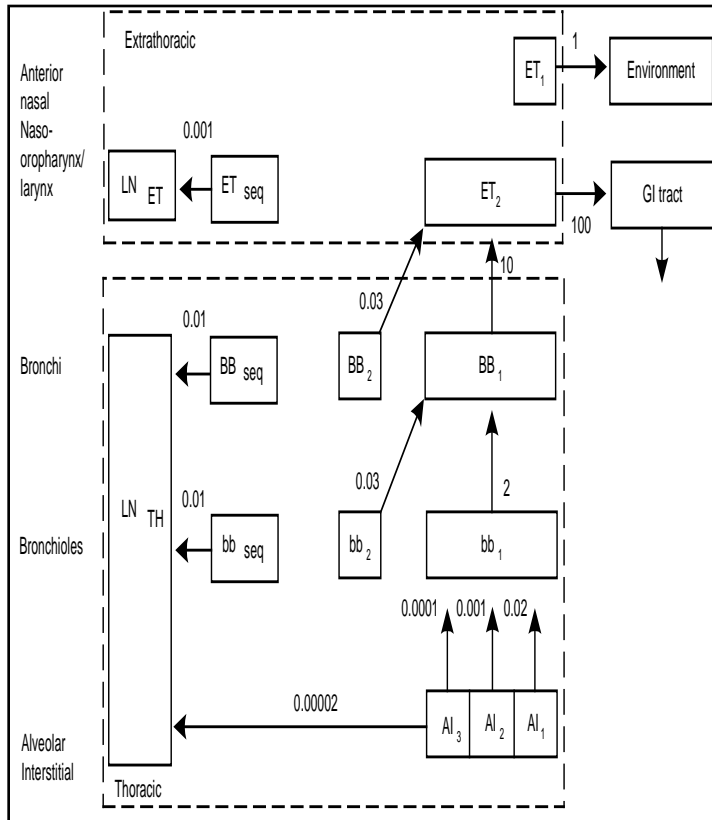 Extrathoracic
1
ET1
Environment
Anterior
nasal
Naso-
oropharynx/
larynx
0.001
LN ET
ET seq
ET2
GI tract
100
10
0.03
0.01
Bronchi
BB seq
BB2
BB1
0.03
LN TH
0.01
2
Bronchioles
bb seq
bb2
bb1
0.0001
0.001
0.02
0.00002
AI3
AI2
AI1
Alveolar
Interstitial
Thoracic